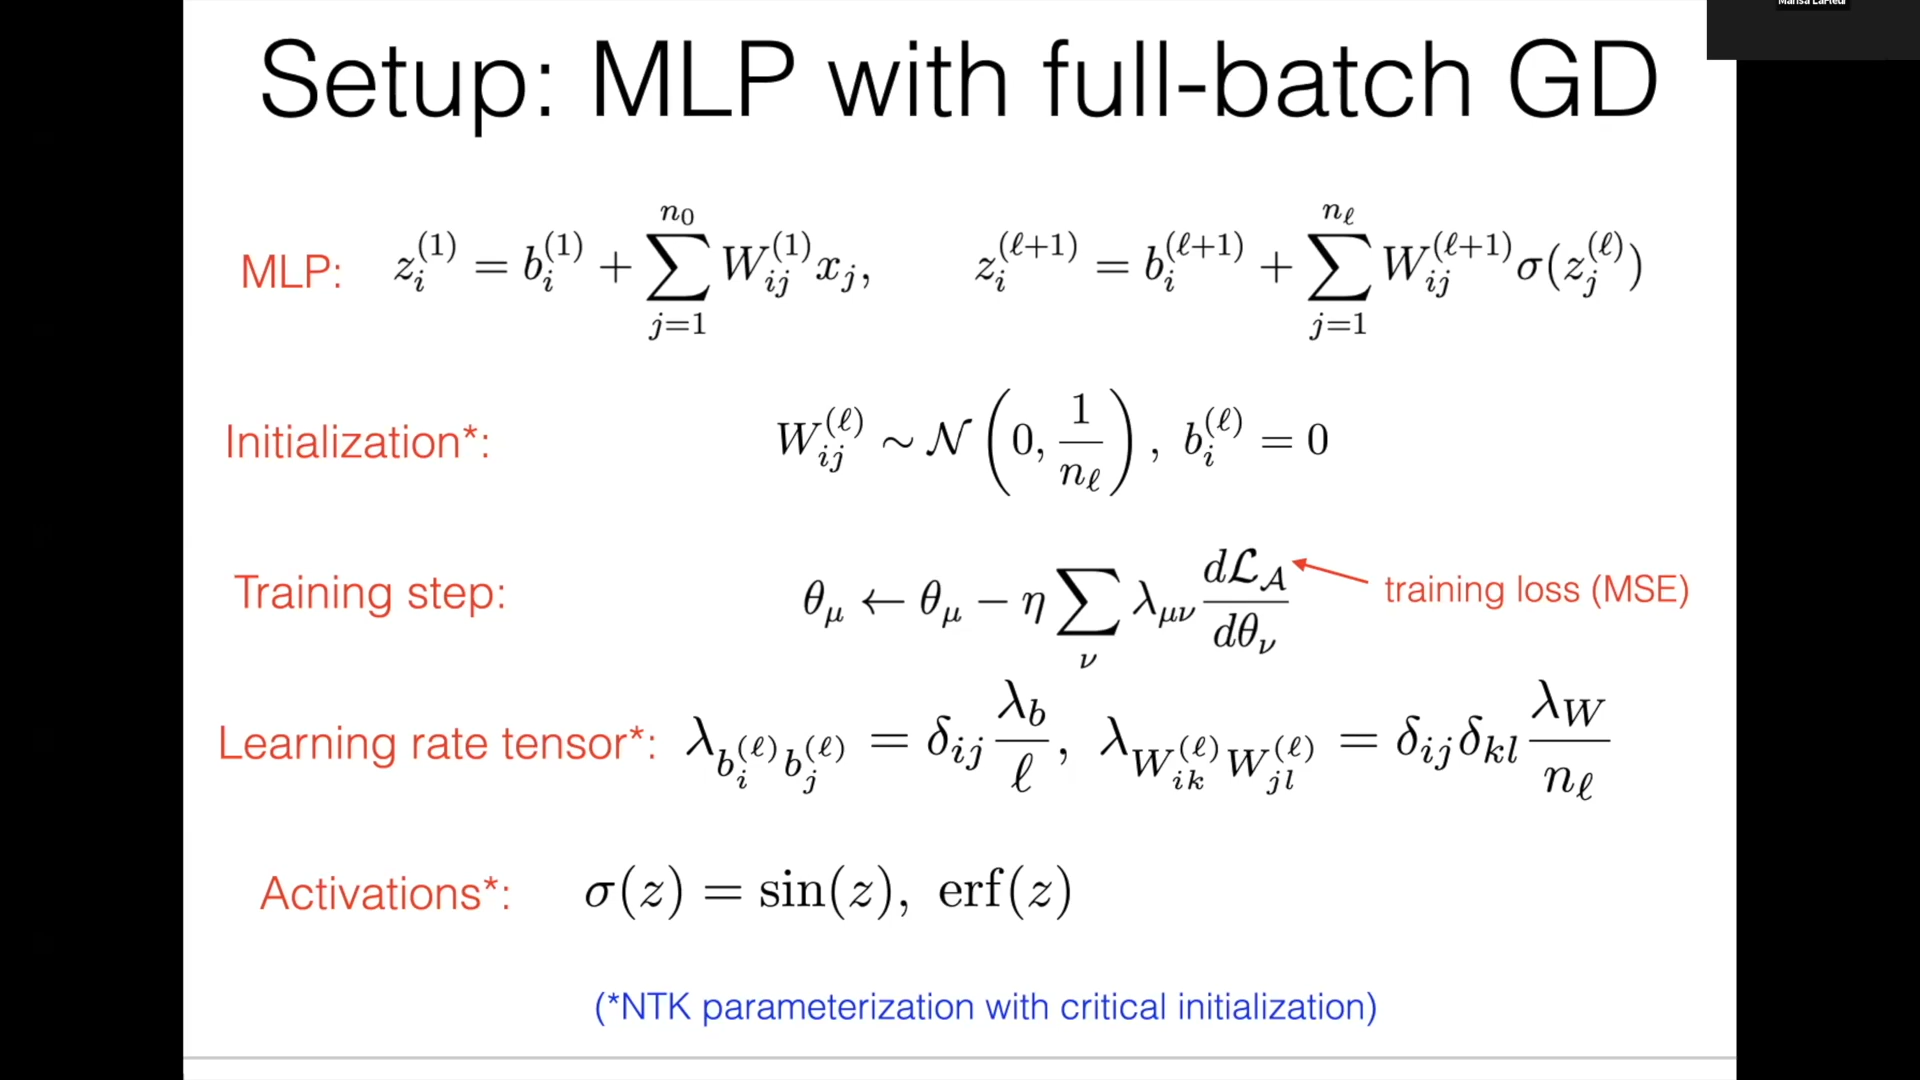 Marisa LaFleur
Setup: MLP with full-batch GD
MLP: $z_i^{(1)} = b_i^{(1)} + \sum_{j=1}^{n_0} W_{ij}^{(1)} x_j, \quad z_i^{(\ell+1)} = b_i^{(\ell+1)} + \sum_{j=1}^{n_\ell} W_{ij}^{(\ell+1)} \sigma(z_j^{(\ell)})$
Initialization*: $W_{ij}^{(\ell)} \sim \mathcal{N}\left(0, \frac{1}{n_\ell}\right), \; b_i^{(\ell)} = 0$
Training step: $\theta_\mu \leftarrow \theta_\mu - \eta \sum_\nu \lambda_{\mu\nu} \frac{d\mathcal{L}_\mathcal{A}}{d\theta_\nu}$ training loss (MSE)
Learning rate tensor*: $\lambda_{b_i^{(\ell)} b_j^{(\ell)}} = \delta_{ij} \frac{\lambda_b}{\ell}, \; \lambda_{W_{ik}^{(\ell)} W_{jl}^{(\ell)}} = \delta_{ij} \delta_{kl} \frac{\lambda_W}{n_\ell}$
Activations*: $\sigma(z) = \sin(z), \; \mathrm{erf}(z)$
(*NTK parameterization with critical initialization)